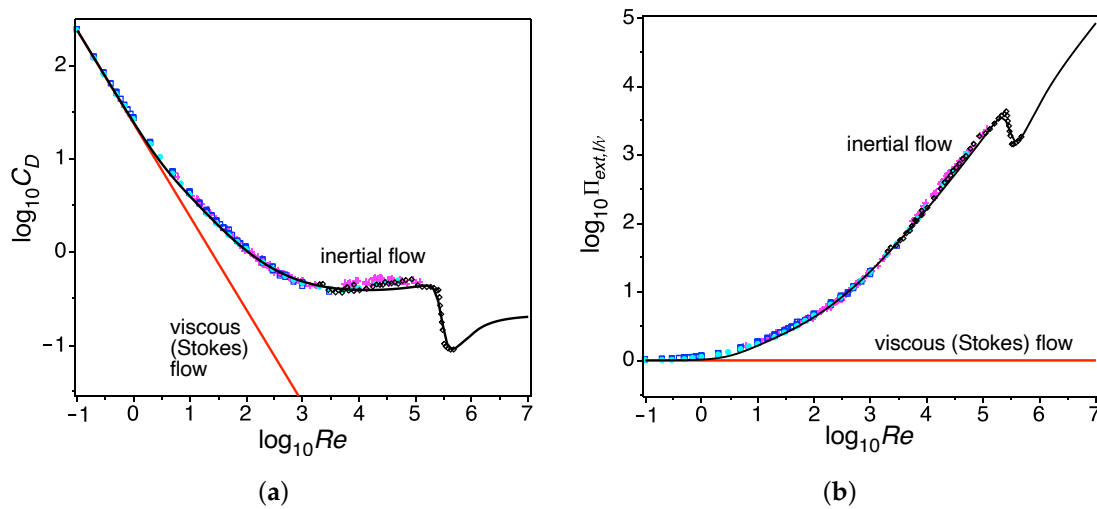 log₁₀C_D
2
1
0
−1
−1
0
1
2
3
4
5
6
7
log₁₀Re
inertial flow
viscous
(Stokes)
flow
(a)
log₁₀Π_ext,l/ν
5
4
3
2
1
0
−1
0
1
2
3
4
5
6
7
log₁₀Re
inertial flow
viscous (Stokes) flow
(b)